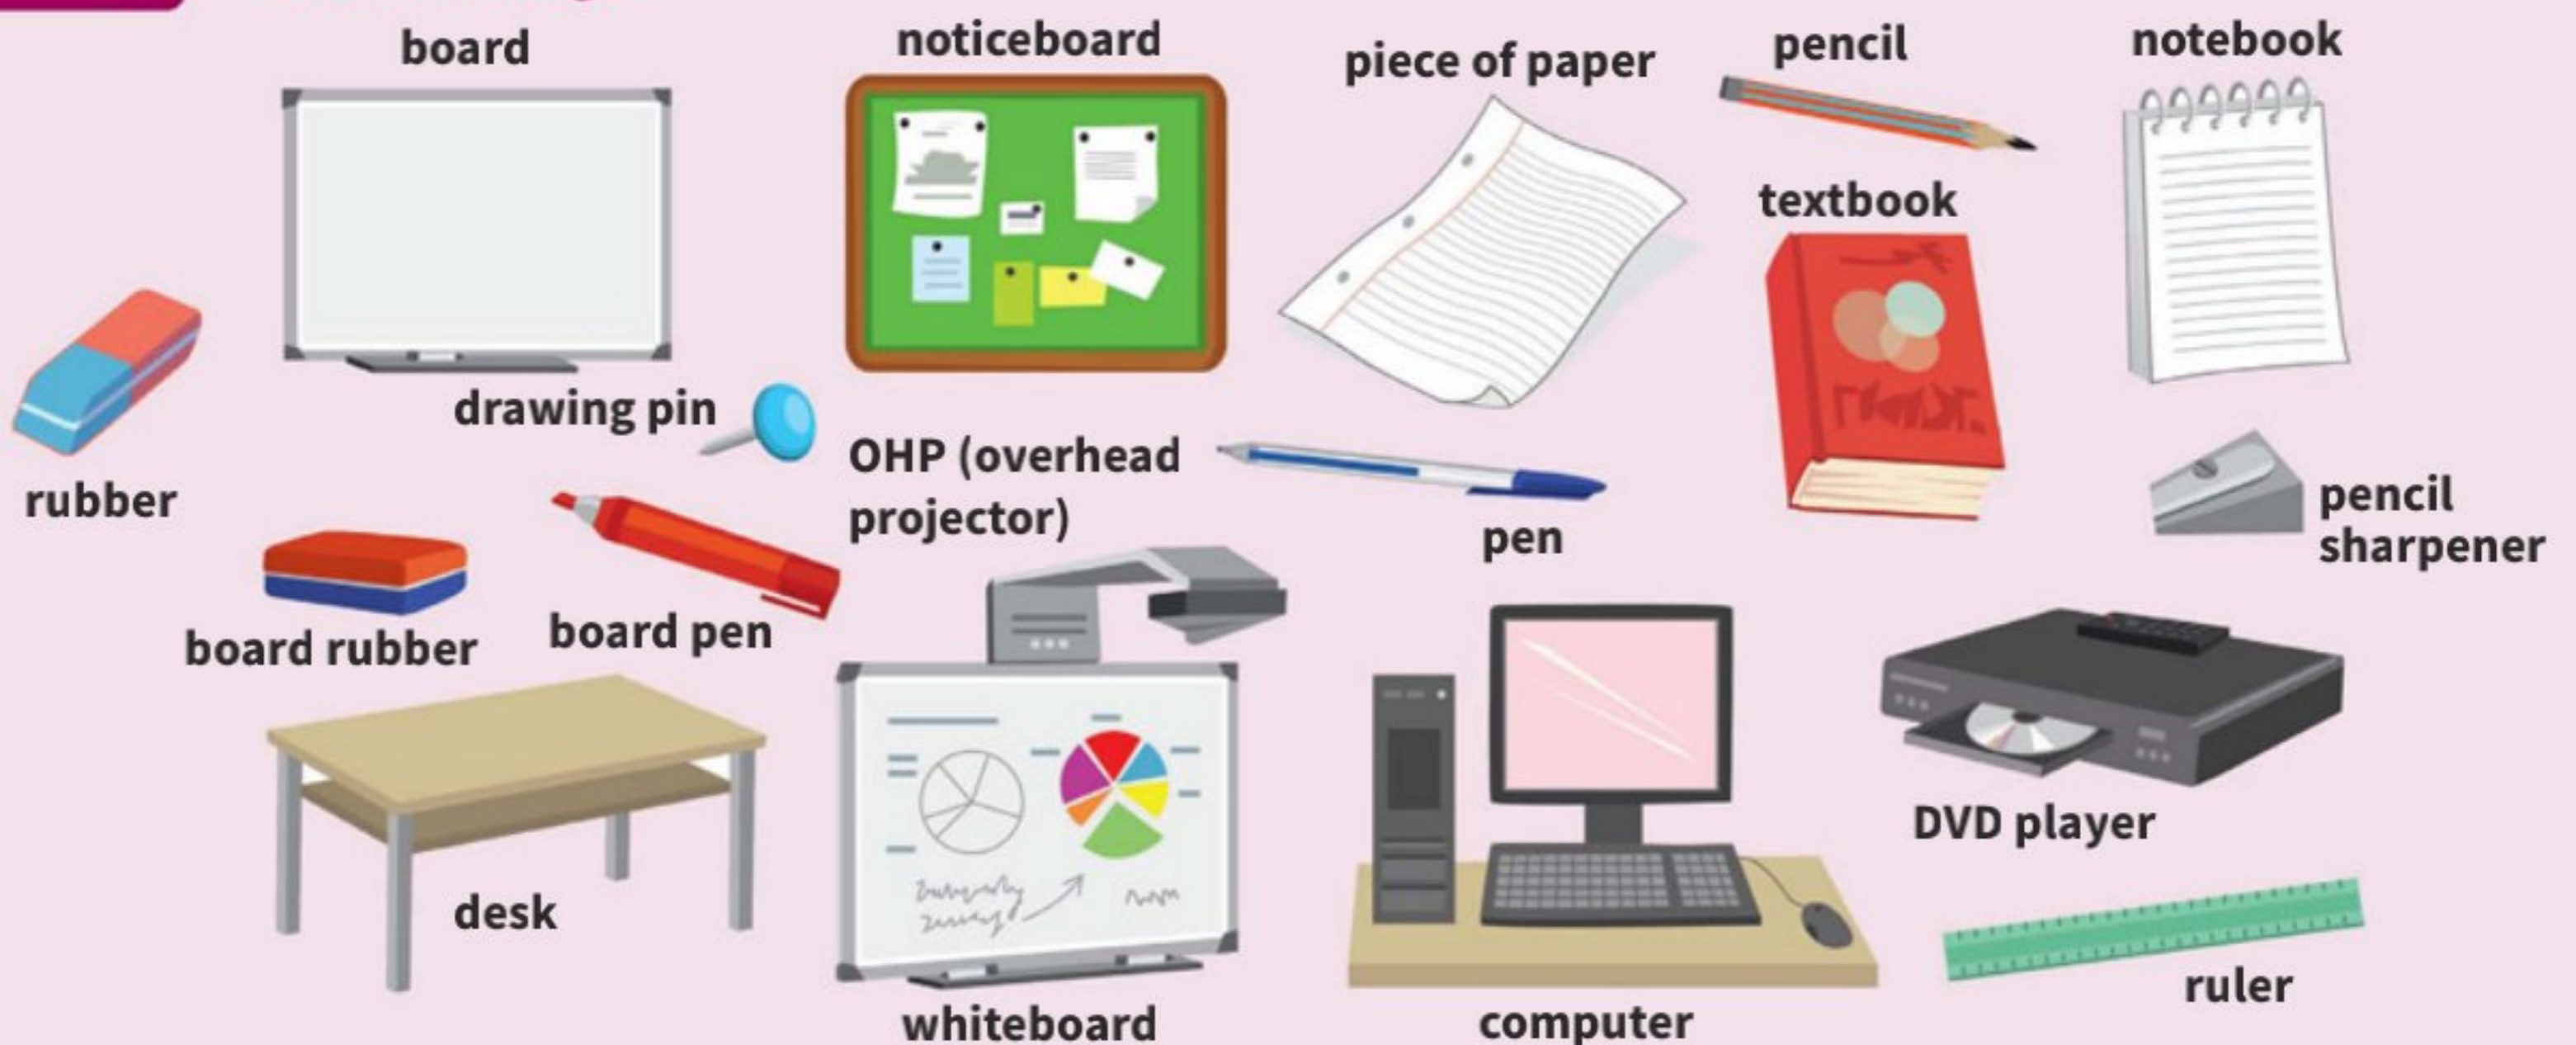 board
noticeboard
piece of paper
pencil
notebook
textbook
drawing pin
OHP (overhead
projector)
rubber
pen
pencil
sharpener
board rubber
board pen
desk
DVD player
ruler
whiteboard
computer